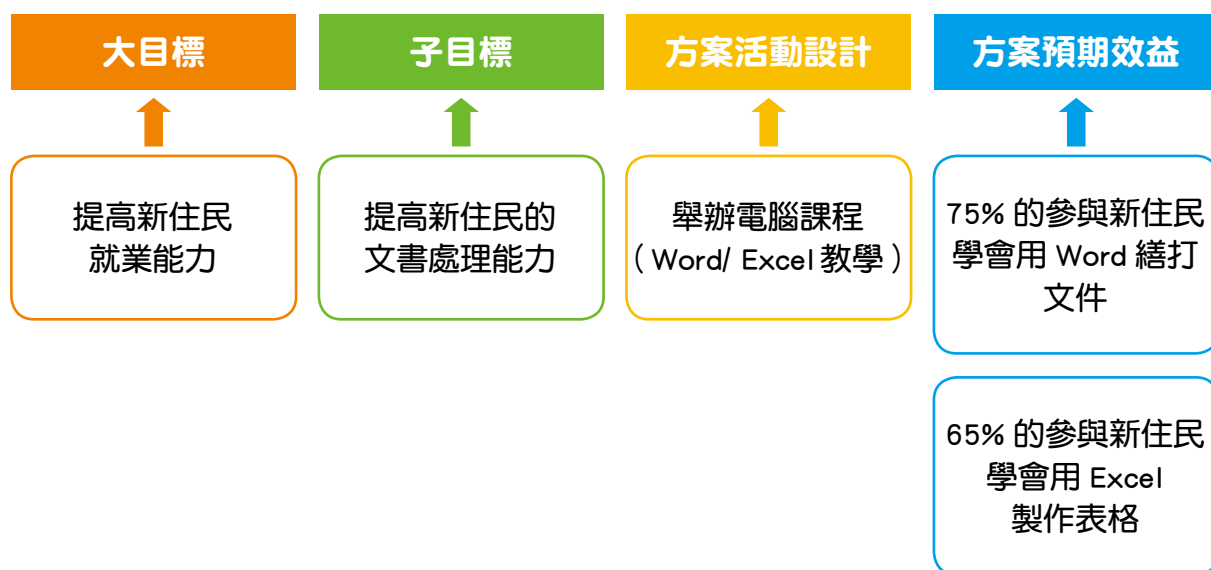 大目標
子目標
方案活動設計
方案預期效益
提高新住民
就業能力
提高新住民的
文書處理能力
舉辦電腦課程
（Word/ Excel 教學）
75% 的參與新住民
學會用 Word 繕打
文件
65% 的參與新住民
學會用 Excel
製作表格